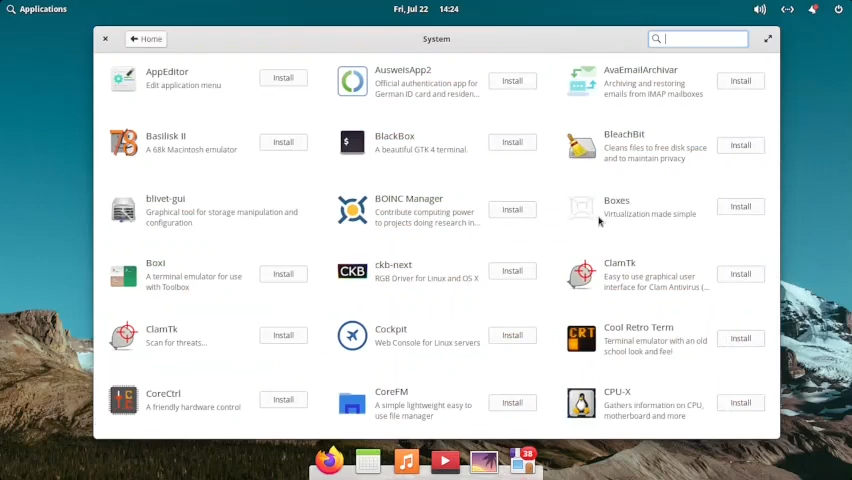 Applications
Fri, Jul 22 14:24
Home
System
AppEditor
Edit application menu
Install
AusweisApp2
Official authentication app for
German ID card and residen...
Install
AvaEmailArchivar
Archiving and restoring
emails from IMAP mailboxes
Install
Basilisk II
A 68k Macintosh emulator
Install
BlackBox
A beautiful GTK 4 terminal.
Install
BleachBit
Cleans files to free disk space
and to maintain privacy
Install
blivet-gui
Graphical tool for storage manipulation and
configuration
BOINC Manager
Contribute computing power
to projects doing research in...
Install
Boxes
Virtualization made simple
Install
Boxi
A terminal emulator for use
with Toolbox
Install
CKB
ckb-next
RGB Driver for Linux and OS X
Install
ClamTk
Easy to use graphical user
interface for Clam Antivirus (...
Install
ClamTk
Scan for threats...
Install
Cockpit
Web Console for Linux servers
Install
CRT
Cool Retro Term
Terminal emulator with an old
school look and feel!
Install
CoreCtrl
A friendly hardware control
Install
CoreFM
A simple lightweight easy to
use file manager
Install
CPU-X
Gathers information on CPU,
motherboard and more
Install
38